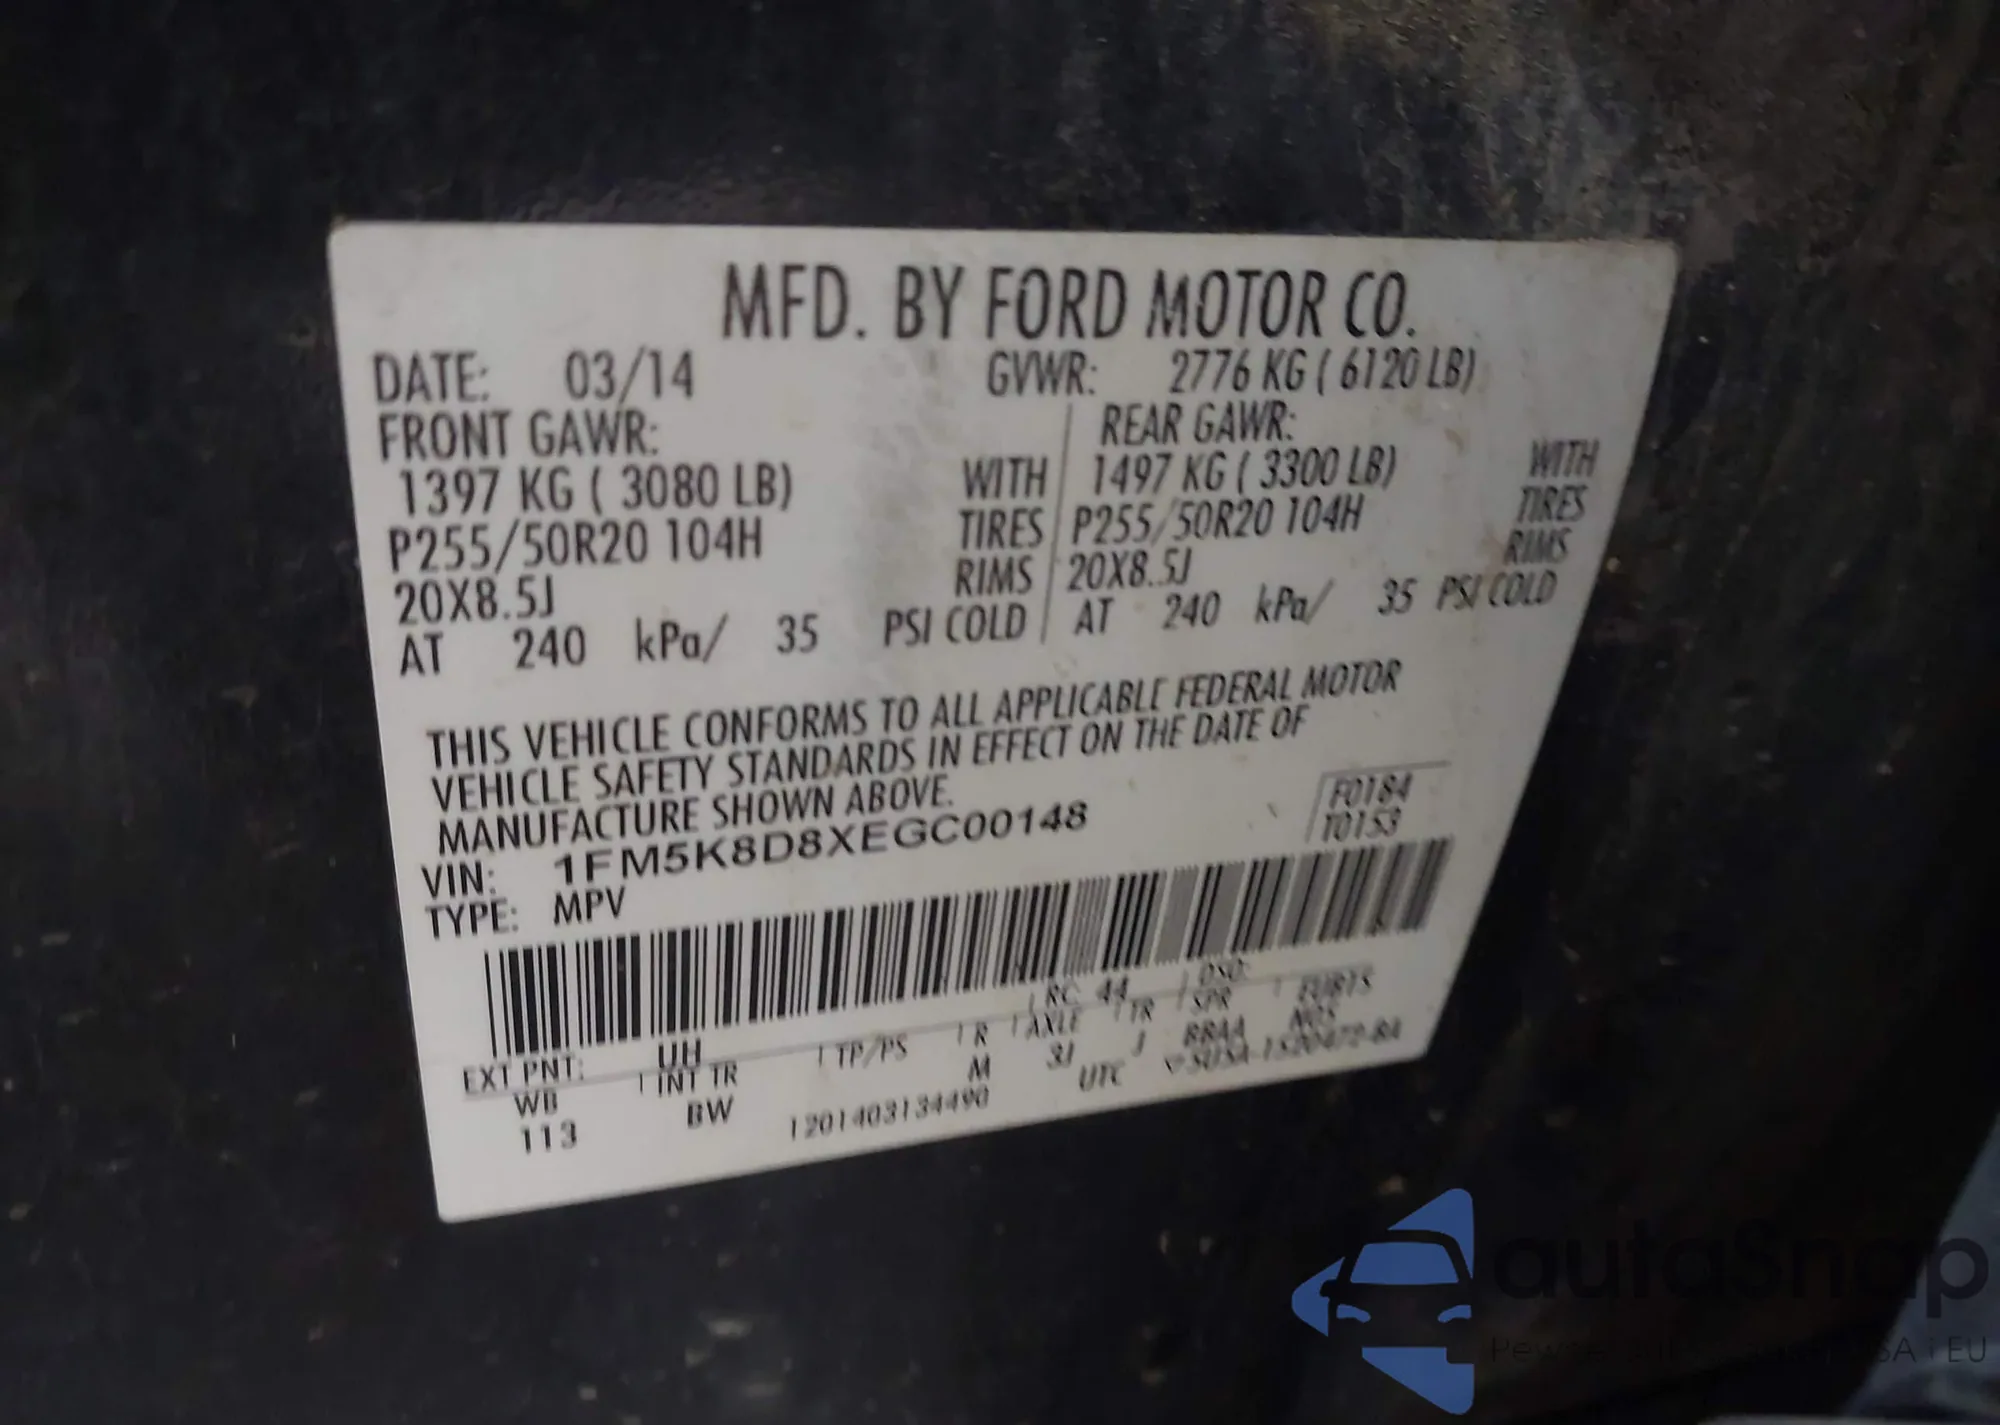 MFD. BY FORD MOTOR CO.
DATE: 03/14 GVWR: 2776 KG ( 6120 LB)
FRONT GAWR: REAR GAWR:
1397 KG ( 3080 LB) WITH 1497 KG ( 3300 LB) WITH
P255/50R20 104H TIRES P255/50R20 104H TIRES
20X8.5J RIMS 20X8.5J RIMS
AT 240 kPa/ 35 PSI COLD AT 240 kPa/ 35 PSI COLD
THIS VEHICLE CONFORMS TO ALL APPLICABLE FEDERAL MOTOR
VEHICLE SAFETY STANDARDS IN EFFECT ON THE DATE OF
MANUFACTURE SHOWN ABOVE.
F0184
T0153
VIN: 1FM5K8D8XEGC00148
TYPE: MPV
EXT PNT: UH RC: 44 DSO:
WB INT TR TP/PS R AXLE TR SPR
113 BW M 3J J
1201403134490 UTC
autoSnap